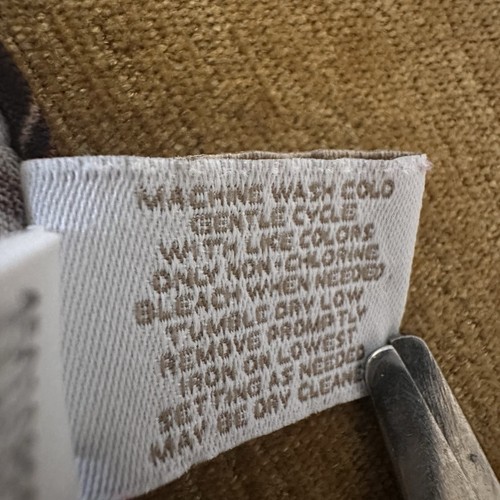 MACHINE WASH COLD
GENTLE CYCLE
WITH LIKE COLORS
ONLY NON-CHLORINE
BLEACH WHEN NEEDED
TUMBLE DRY LOW
REMOVE PROMPTLY
IRON ON LOWEST
SETTING AS NEEDED
MAY BE DRY CLEANED